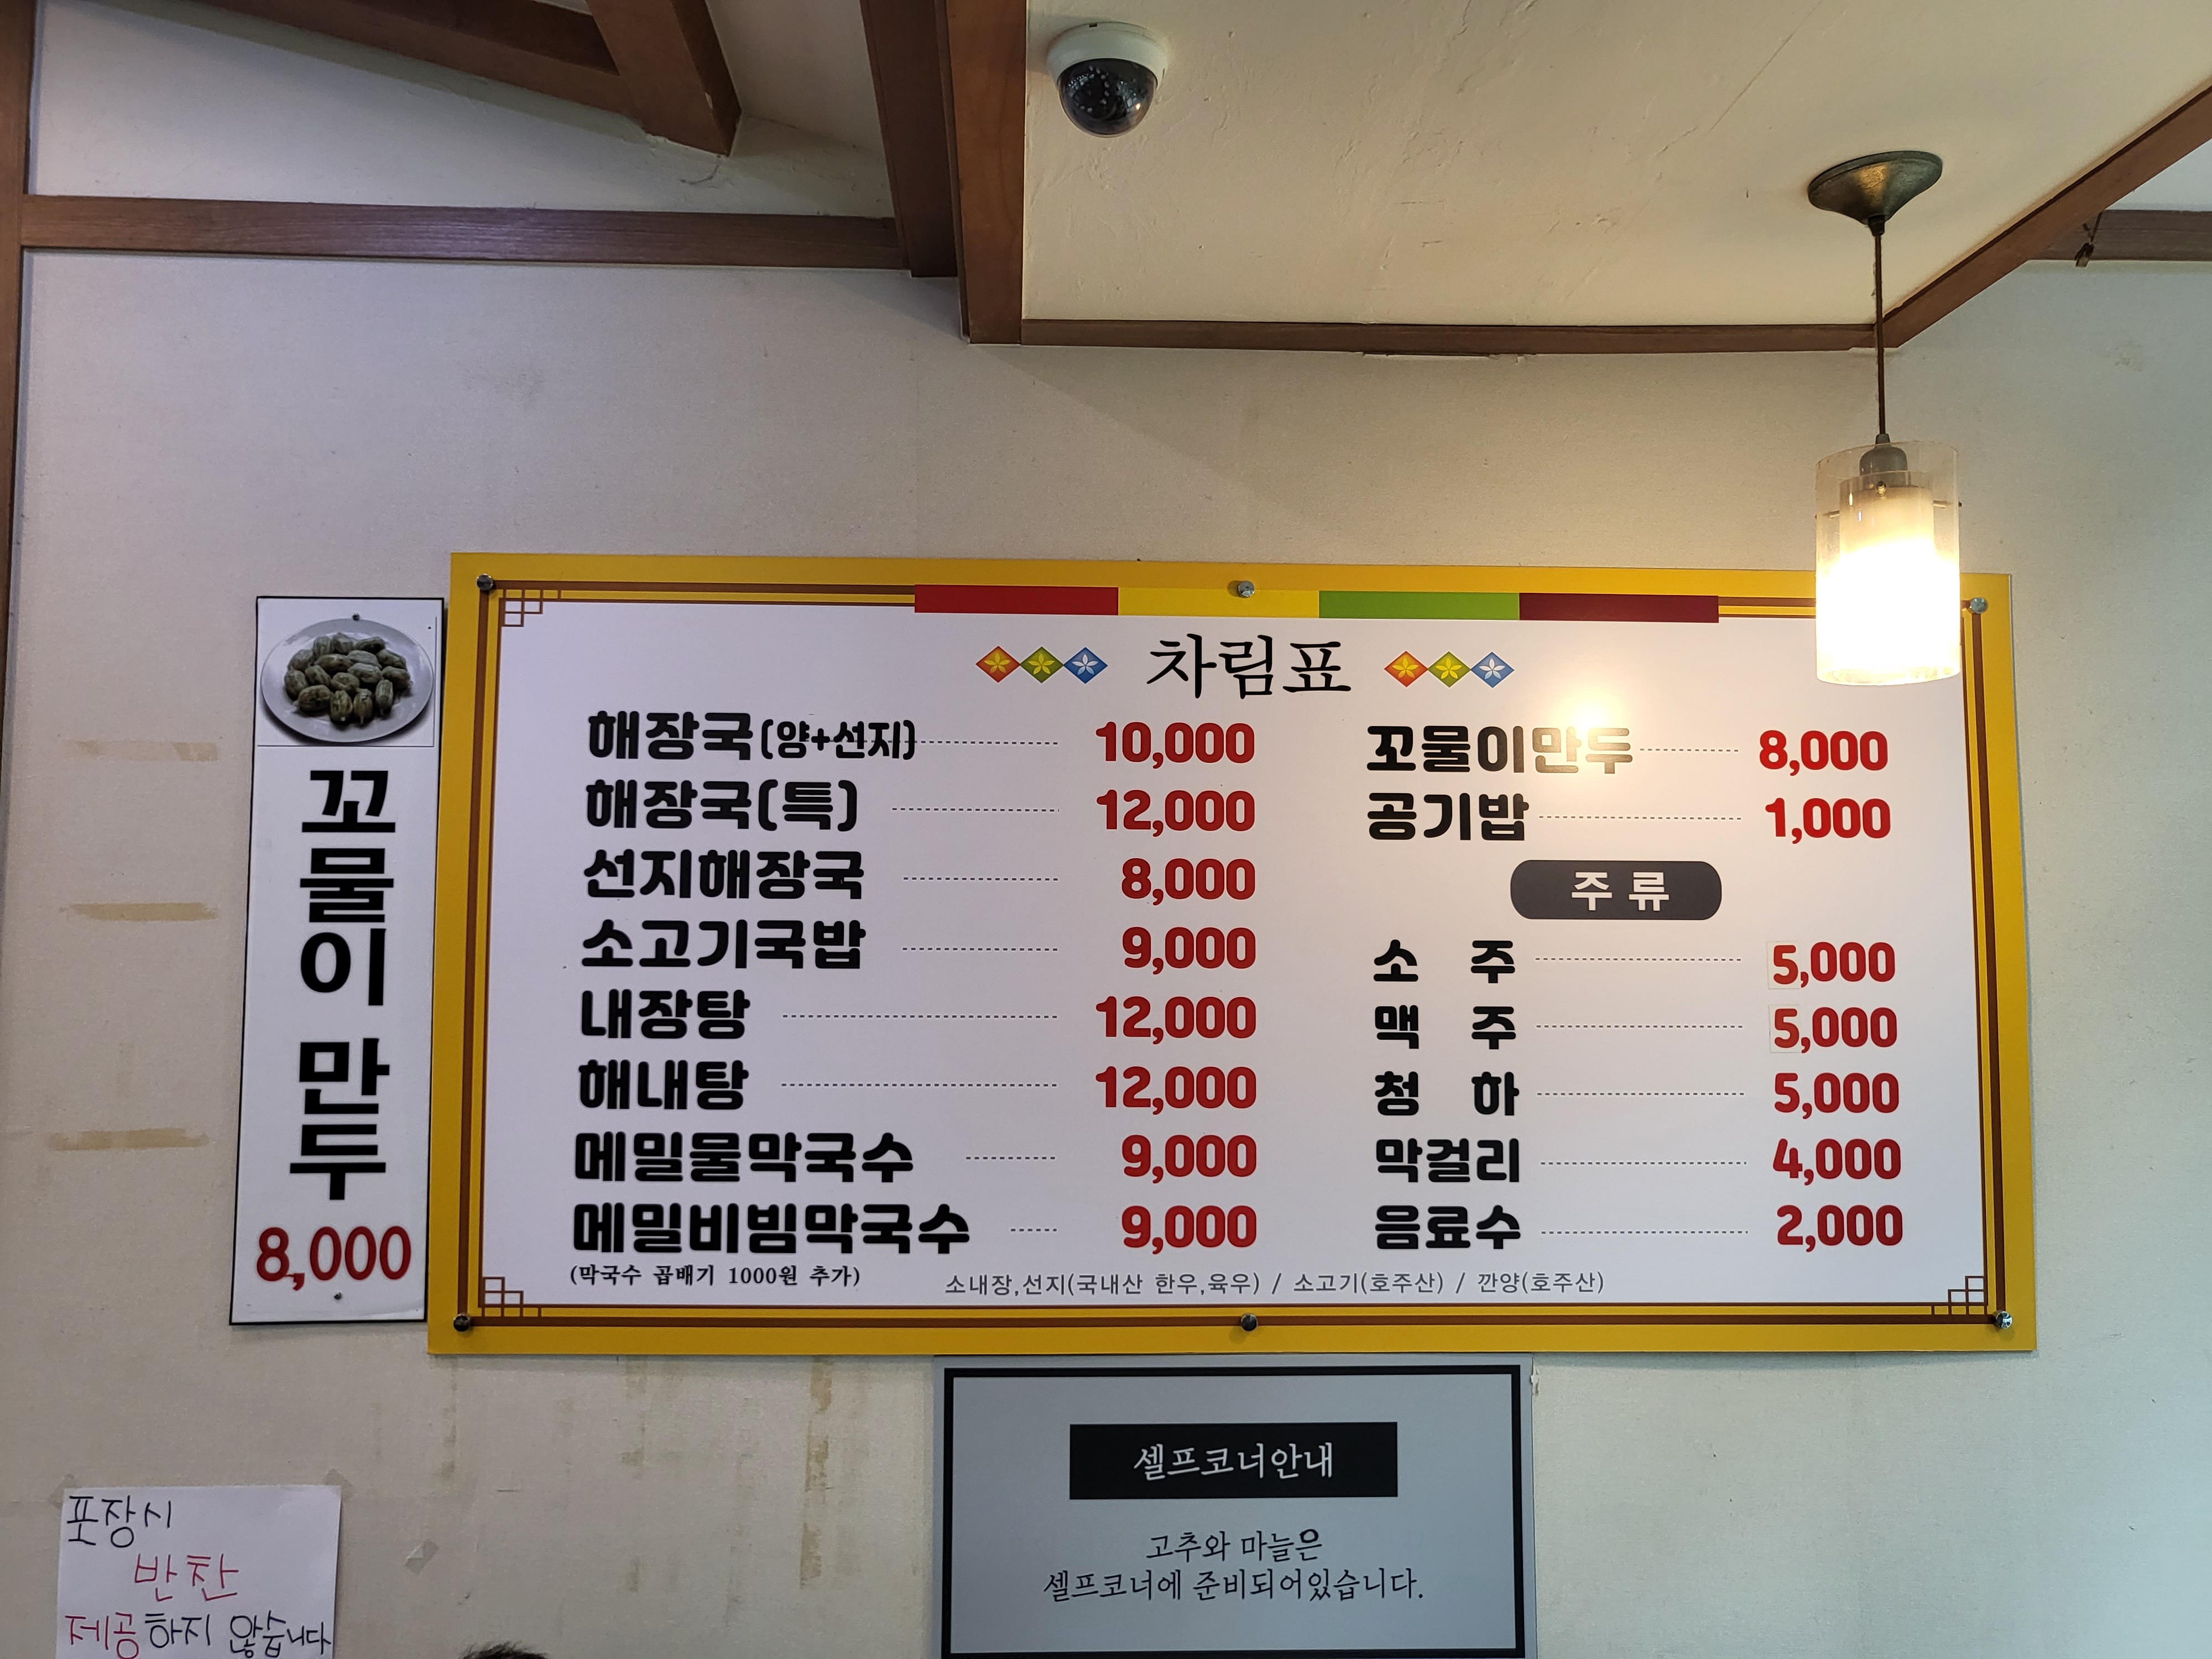 꼬물이 만두
8,000
차림표
해장국(양+선지) 10,000
해장국(특) 12,000
선지해장국 8,000
소고기국밥 9,000
내장탕 12,000
해내탕 12,000
메밀물막국수 9,000
메밀비빔막국수 9,000
(막국수 곱배기 1000원 추가)
꼬물이만두 8,000
공기밥 1,000
주류
소주 5,000
맥주 5,000
청하 5,000
막걸리 4,000
음료수 2,000
소내장,선지(국내산 한우,육우) / 소고기(호주산) / 깐양(호주산)
셀프코너안내
고추와 마늘은
셀프코너에 준비되어있습니다.
포장시
반찬
제공하지 않습니다